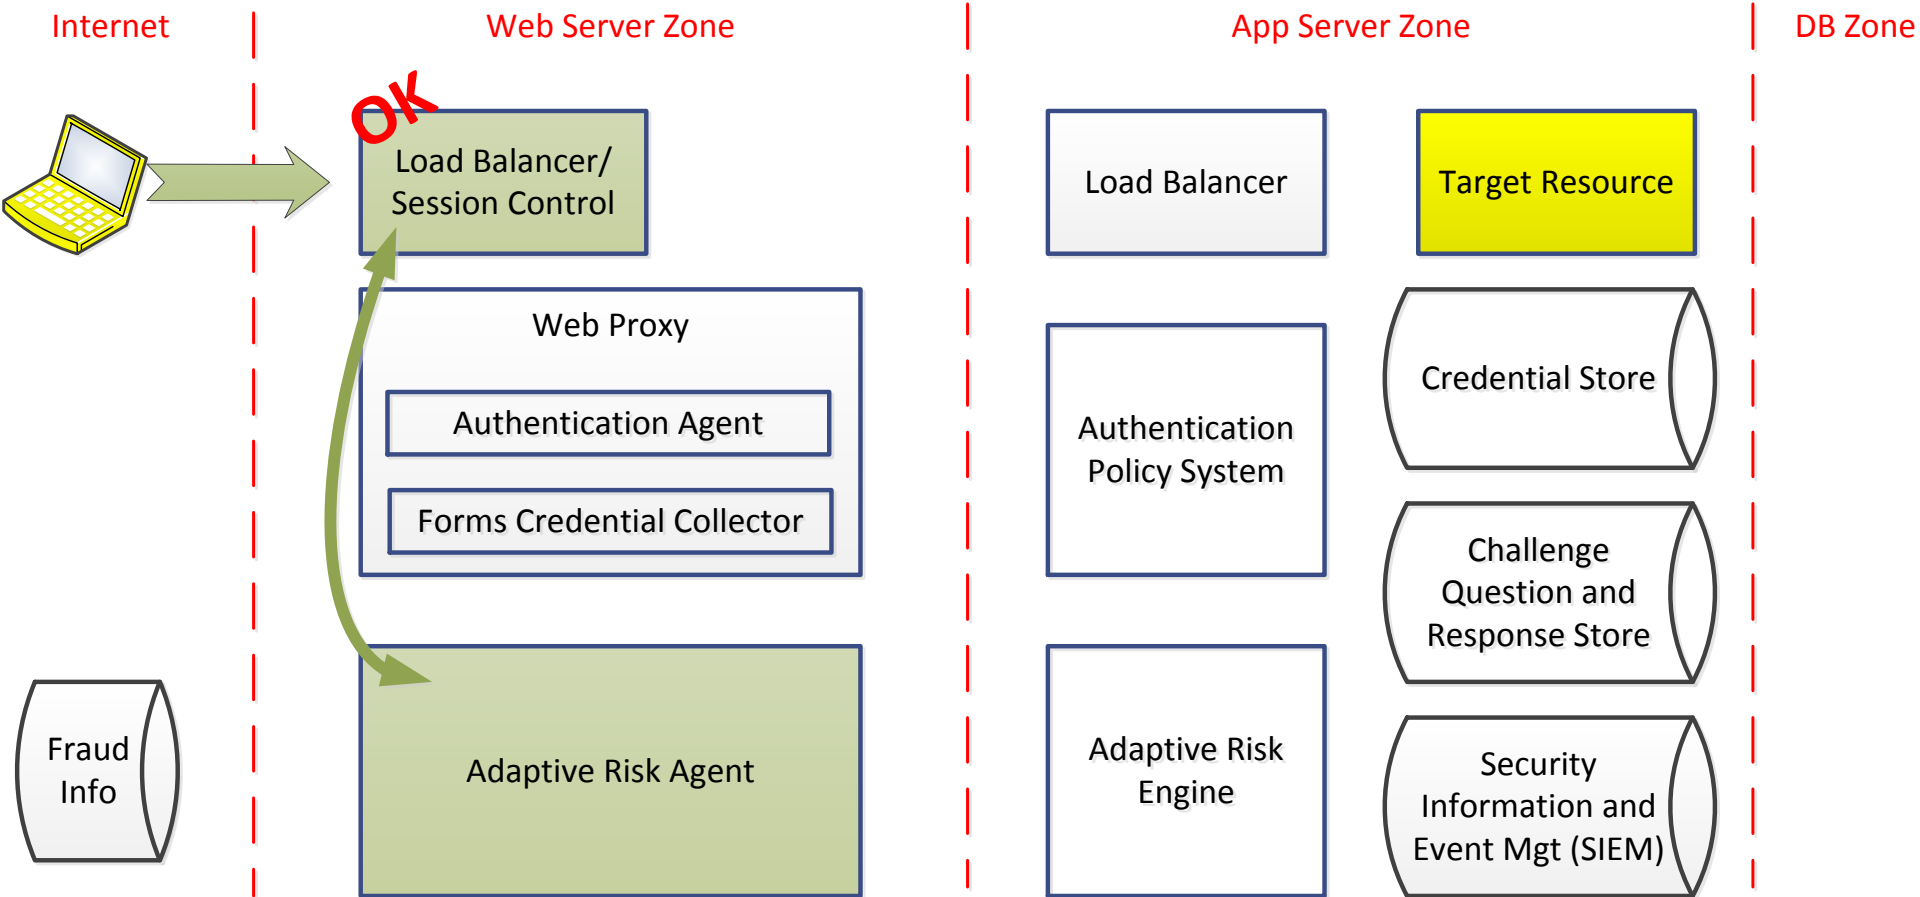 Internet
Web Server Zone
App Server Zone
DB Zone
OK
Load Balancer/
Session Control
Load Balancer
Target Resource
Web Proxy
Authentication Agent
Forms Credential Collector
Authentication
Policy System
Credential Store
Challenge
Question and
Response Store
Fraud
Info
Adaptive Risk Agent
Adaptive Risk
Engine
Security
Information and
Event Mgt (SIEM)